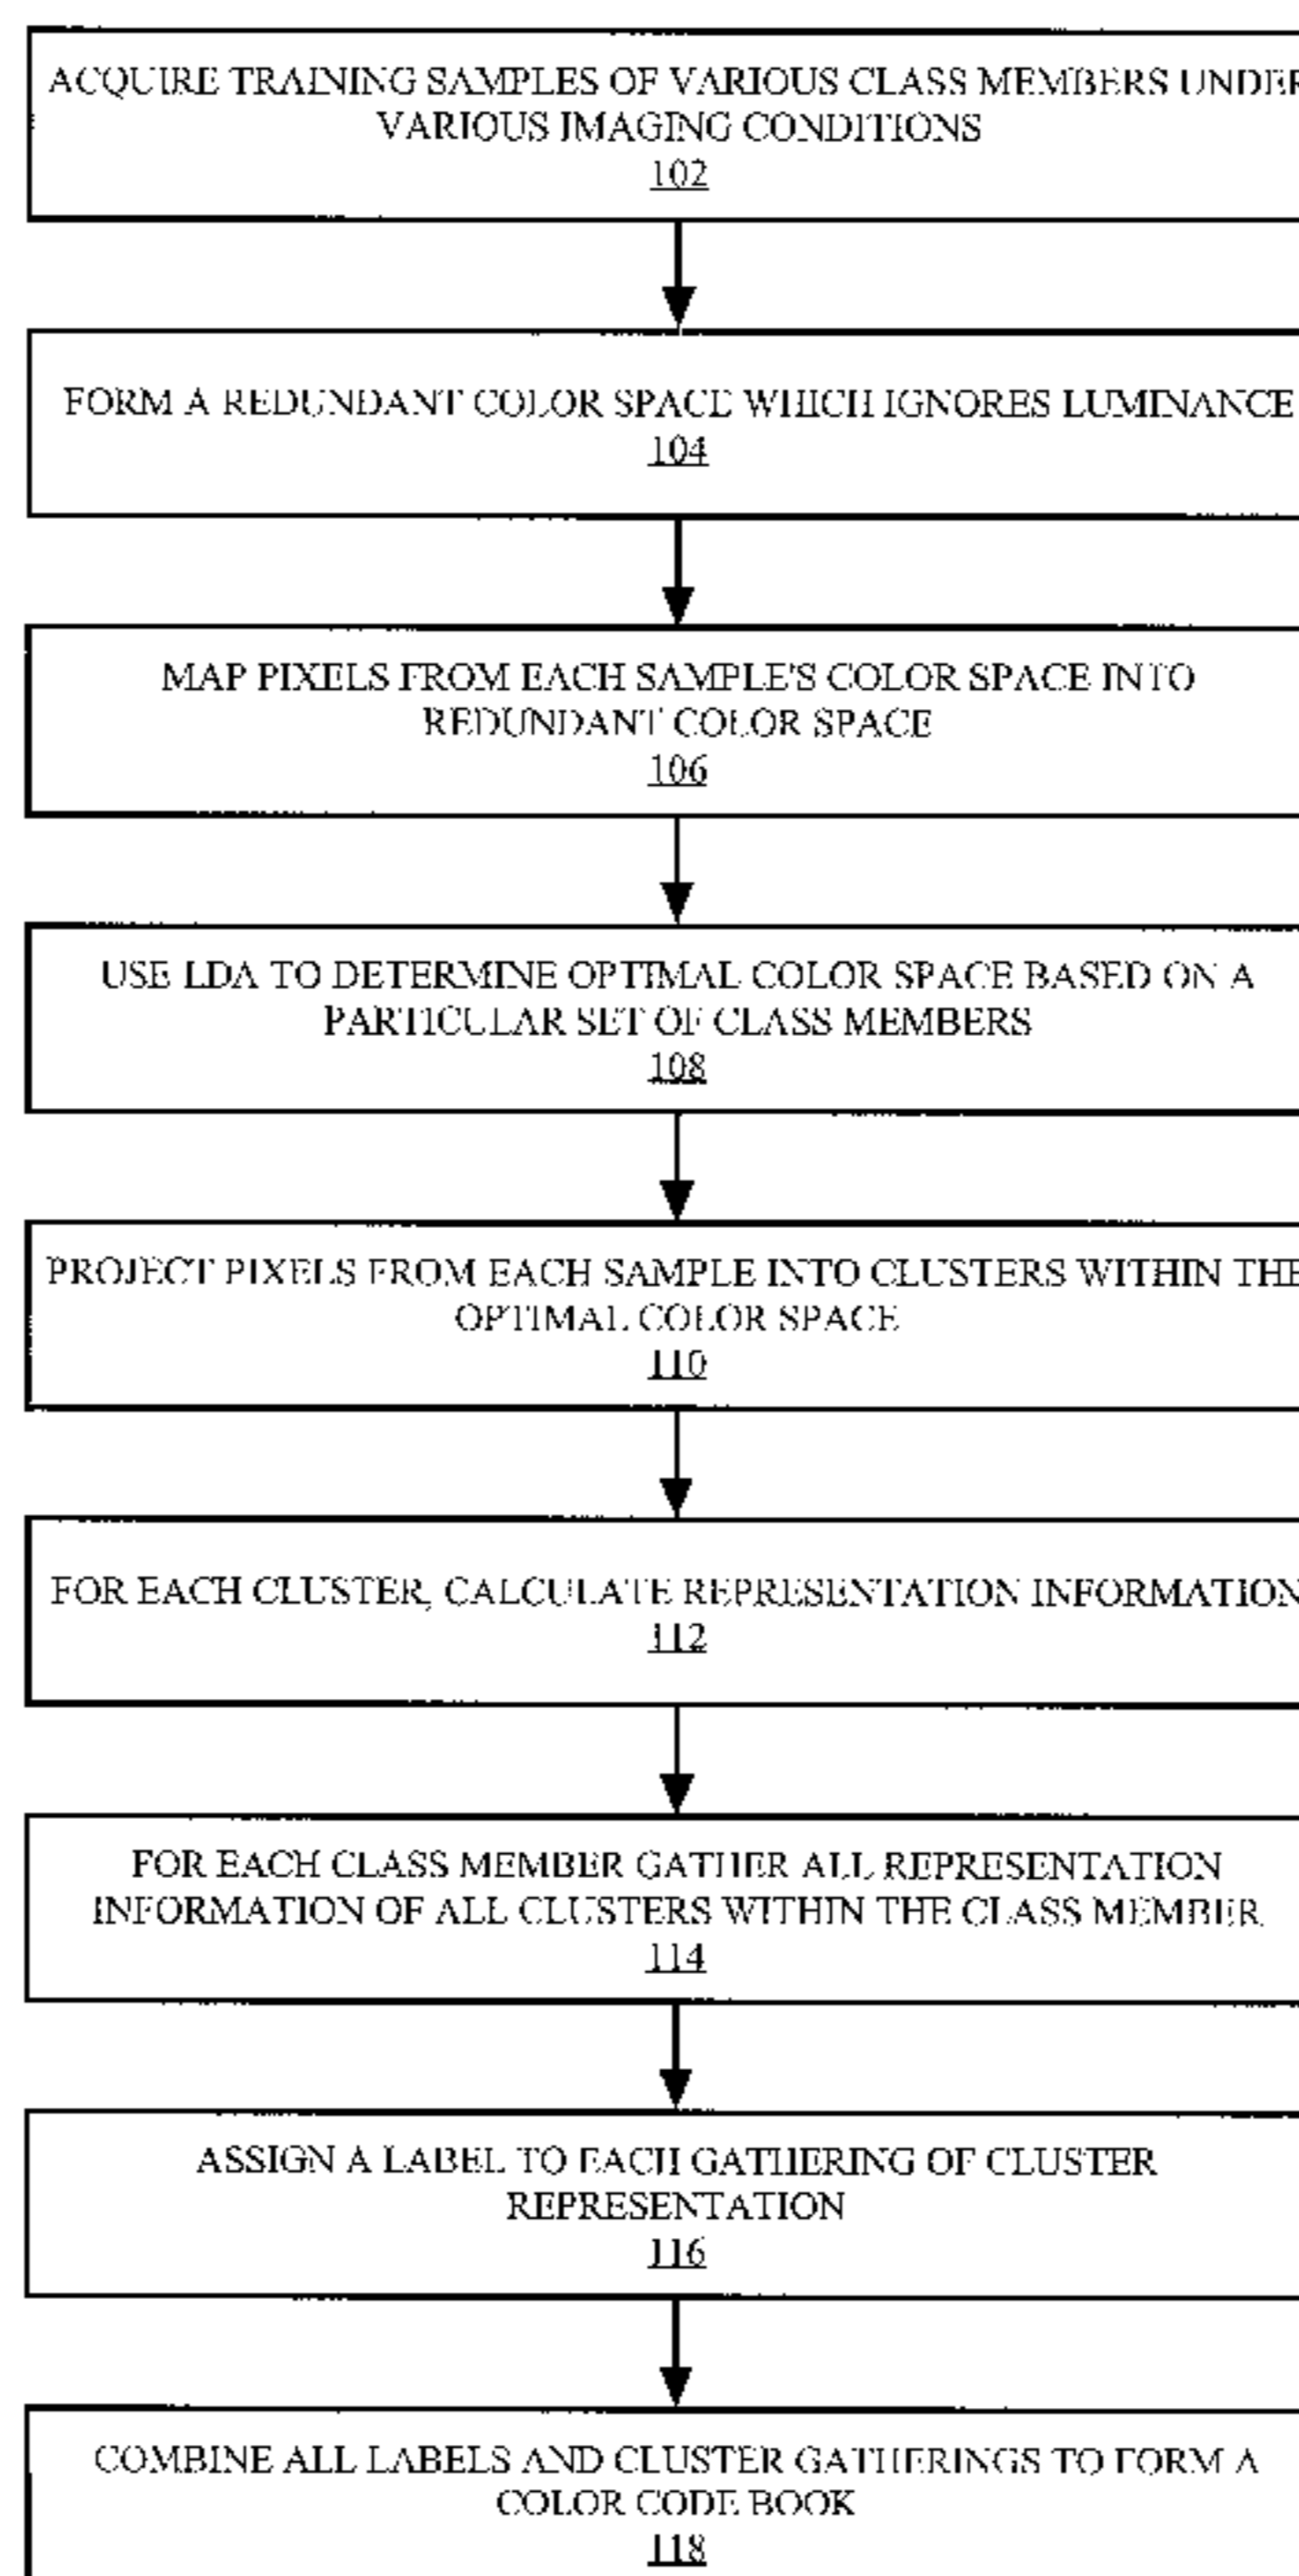 ACQUIRE TRAINING SAMPLES OF VARIOUS CLASS MEMBERS UNDER
VARIOUS IMAGING CONDITIONS
102
FORM A REDUNDANT COLOR SPACE WHICH IGNORES LUMINANCE
104
MAP PIXELS FROM EACH SAMPLE'S COLOR SPACE INTO
REDUNDANT COLOR SPACE
106
USE LDA TO DETERMINE OPTIMAL COLOR SPACE BASED ON A
PARTICULAR SET OF CLASS MEMBERS
108
PROJECT PIXELS FROM EACH SAMPLE INTO CLUSTERS WITHIN THE
OPTIMAL COLOR SPACE
110
FOR EACH CLUSTER, CALCULATE REPRESENTATION INFORMATION
112
FOR EACH CLASS MEMBER GATHER ALL REPRESENTATION
INFORMATION OF ALL CLUSTERS WITHIN THE CLASS MEMBER
114
ASSIGN A LABEL TO EACH GATHERING OF CLUSTER
REPRESENTATION
116
COMBINE ALL LABELS AND CLUSTER GATHERINGS TO FORM A
COLOR CODE BOOK
118